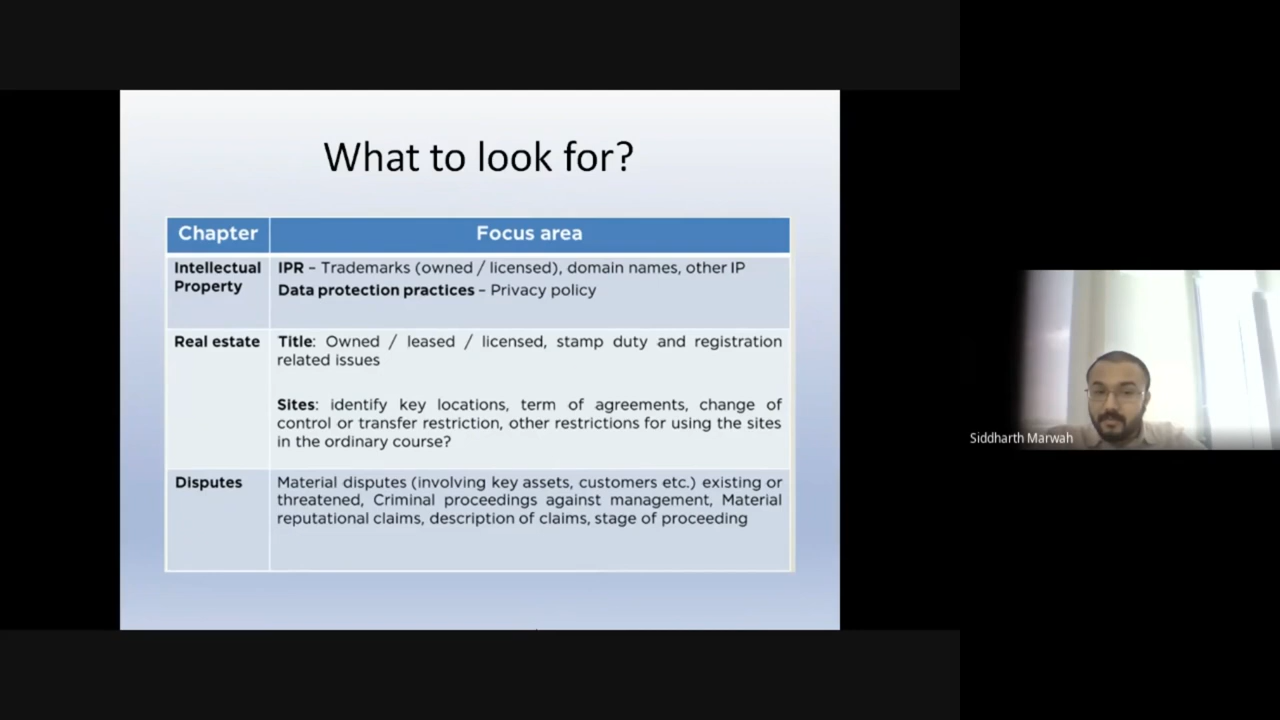 What to look for?
Chapter
Focus area
Intellectual
Property
IPR – Trademarks (owned / licensed), domain names, other IP
Data protection practices – Privacy policy
Real estate
Title: Owned / leased / licensed, stamp duty and registration
related issues
Sites: identify key locations, term of agreements, change of
control or transfer restriction, other restrictions for using the sites
in the ordinary course?
Disputes
Material disputes (involving key assets, customers etc.) existing or
threatened, Criminal proceedings against management, Material
reputational claims, description of claims, stage of proceeding
Siddharth Marwah